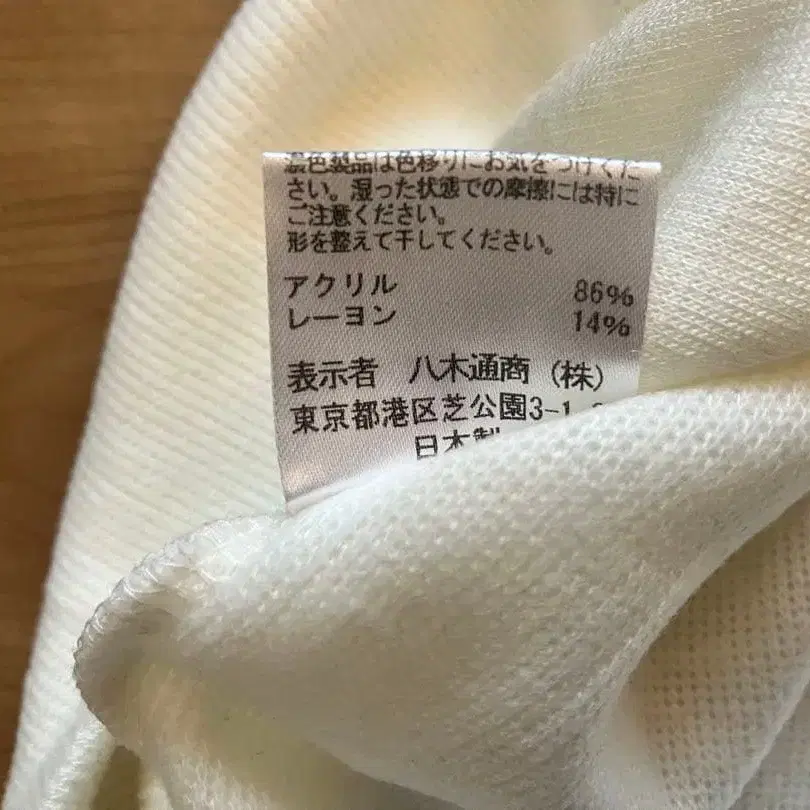 濃色製品は色移りにお気をつけくだ
さい。湿った状態での摩擦には特に
ご注意ください。
形を整えて干してください。
アクリル 86%
レーヨン 14%
表示者 八木通商(株)
東京都港区芝公園3-1
日本製